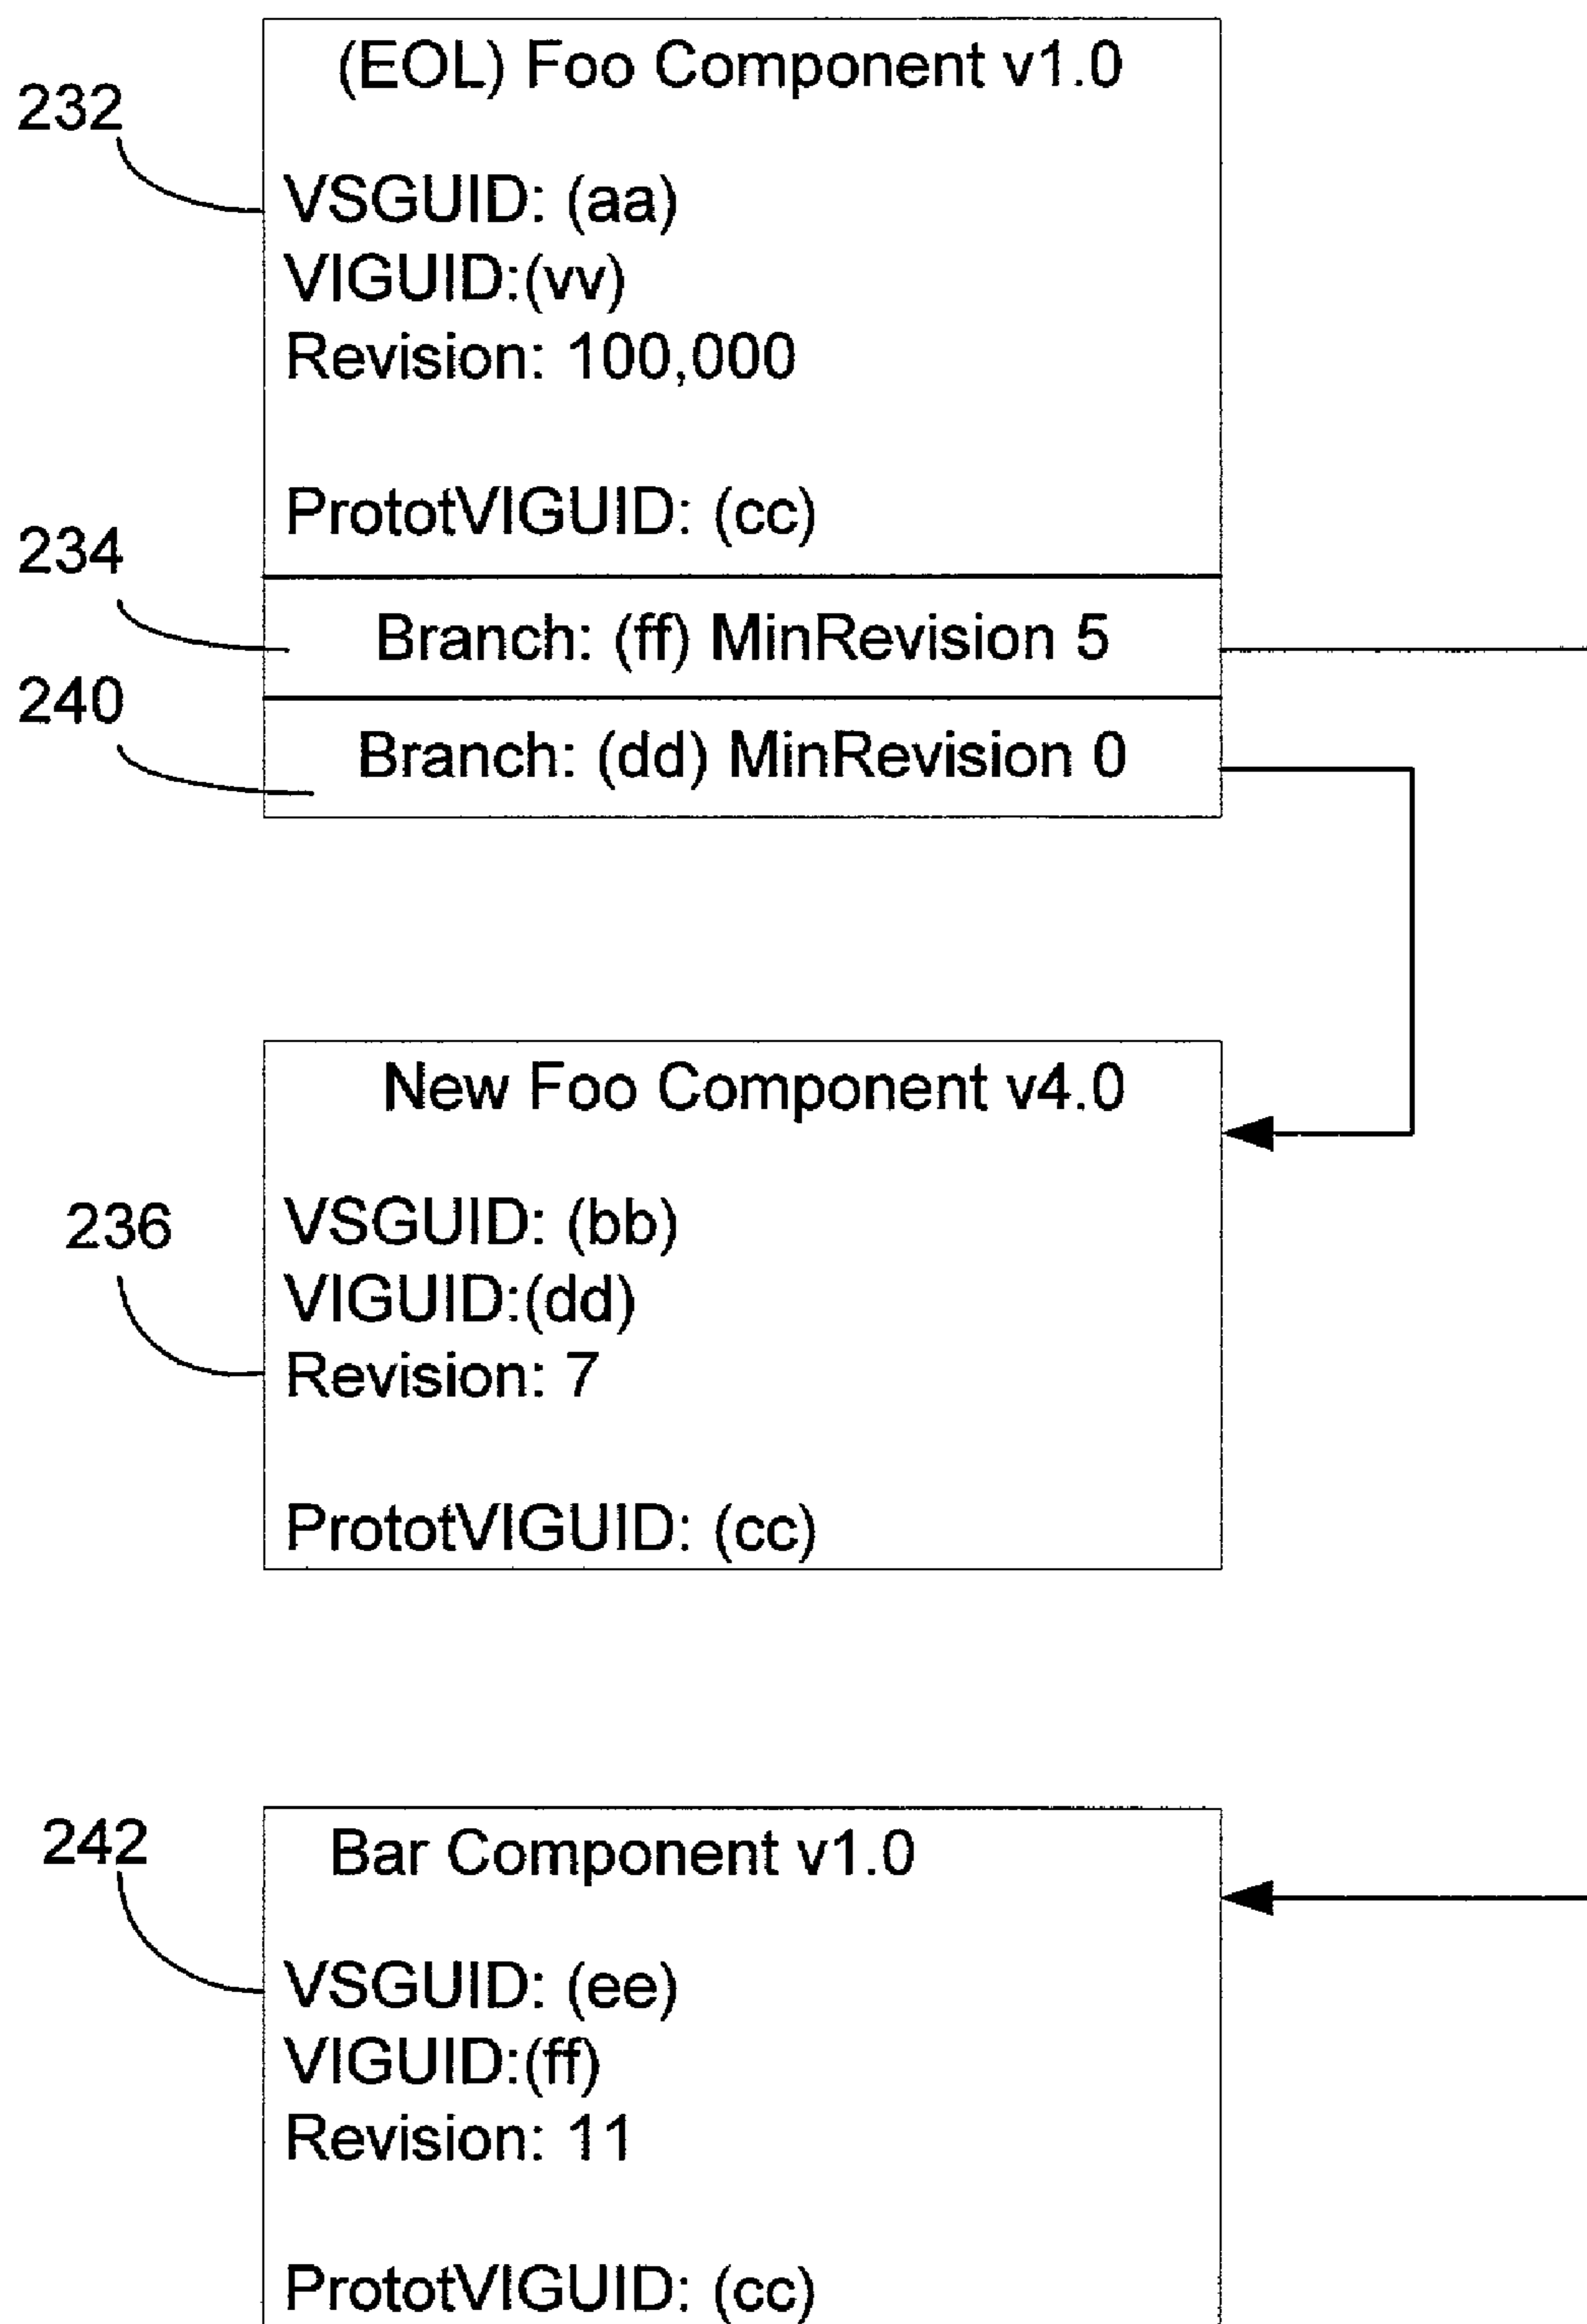 (EOL) Foo Component v1.0
232
VSGUID: (aa)
VIGUID:(vv)
Revision: 100,000
PrototVIGUID: (cc)
234
Branch: (ff) MinRevision 5
240
Branch: (dd) MinRevision 0
New Foo Component v4.0
236
VSGUID: (bb)
VIGUID:(dd)
Revision: 7
PrototVIGUID: (cc)
242
Bar Component v1.0
VSGUID: (ee)
VIGUID:(ff)
Revision: 11
PrototVIGUID: (cc)